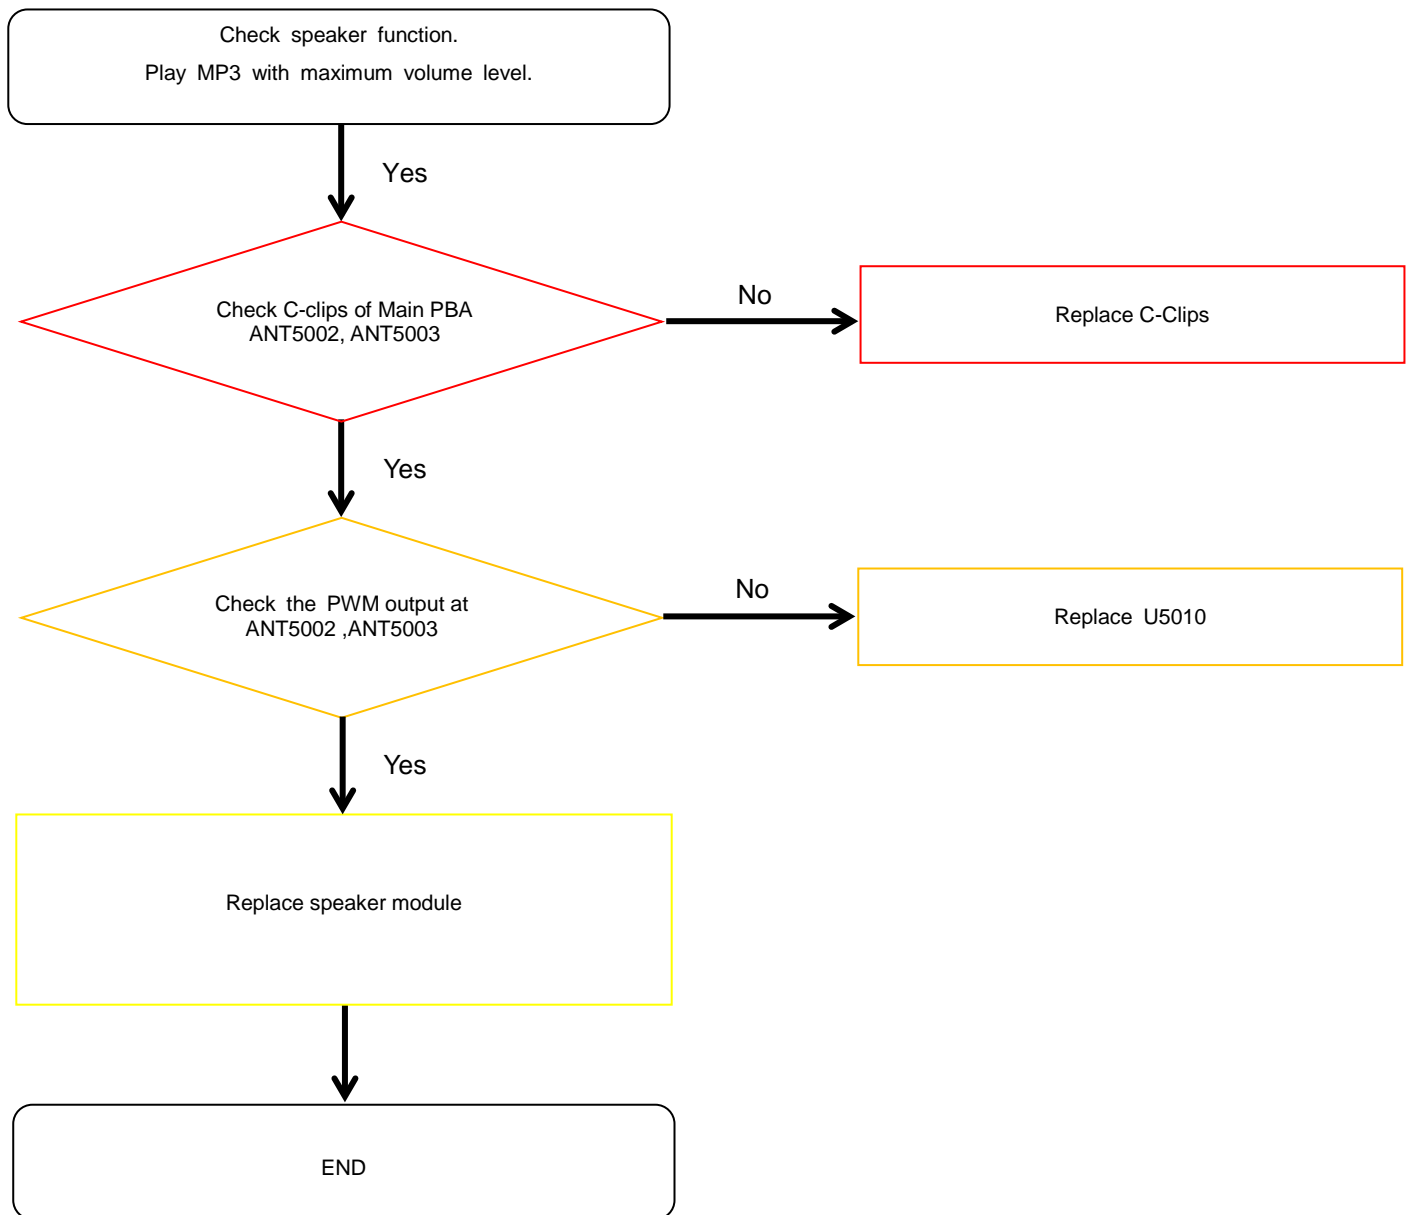 Check speaker function.
Play MP3 with maximum volume level.
Yes
Check C-clips of Main PBA
ANT5002, ANT5003
No
Replace C-Clips
Yes
Check the PWM output at
ANT5002 ,ANT5003
No
Replace U5010
Yes
Replace speaker module
END